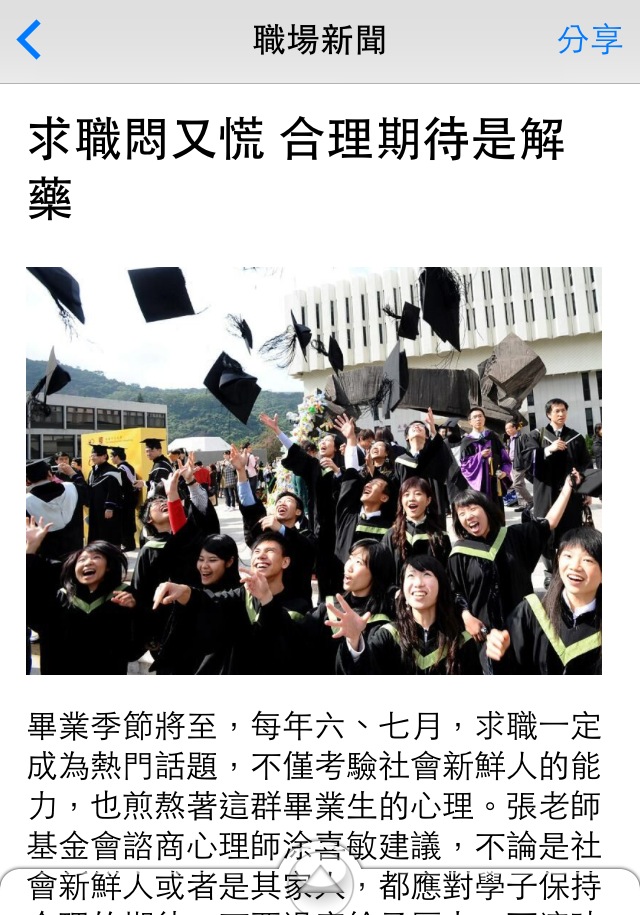 職場新聞
分享
求職悶又慌 合理期待是解
藥
畢業季節將至，每年六、七月，求職一定
成為熱門話題，不僅考驗社會新鮮人的能
力，也煎熬著這群畢業生的心理。張老師
基金會諮商心理師涂喜敏建議，不論是社
會新鮮人或者是其家人，都應對學子保持